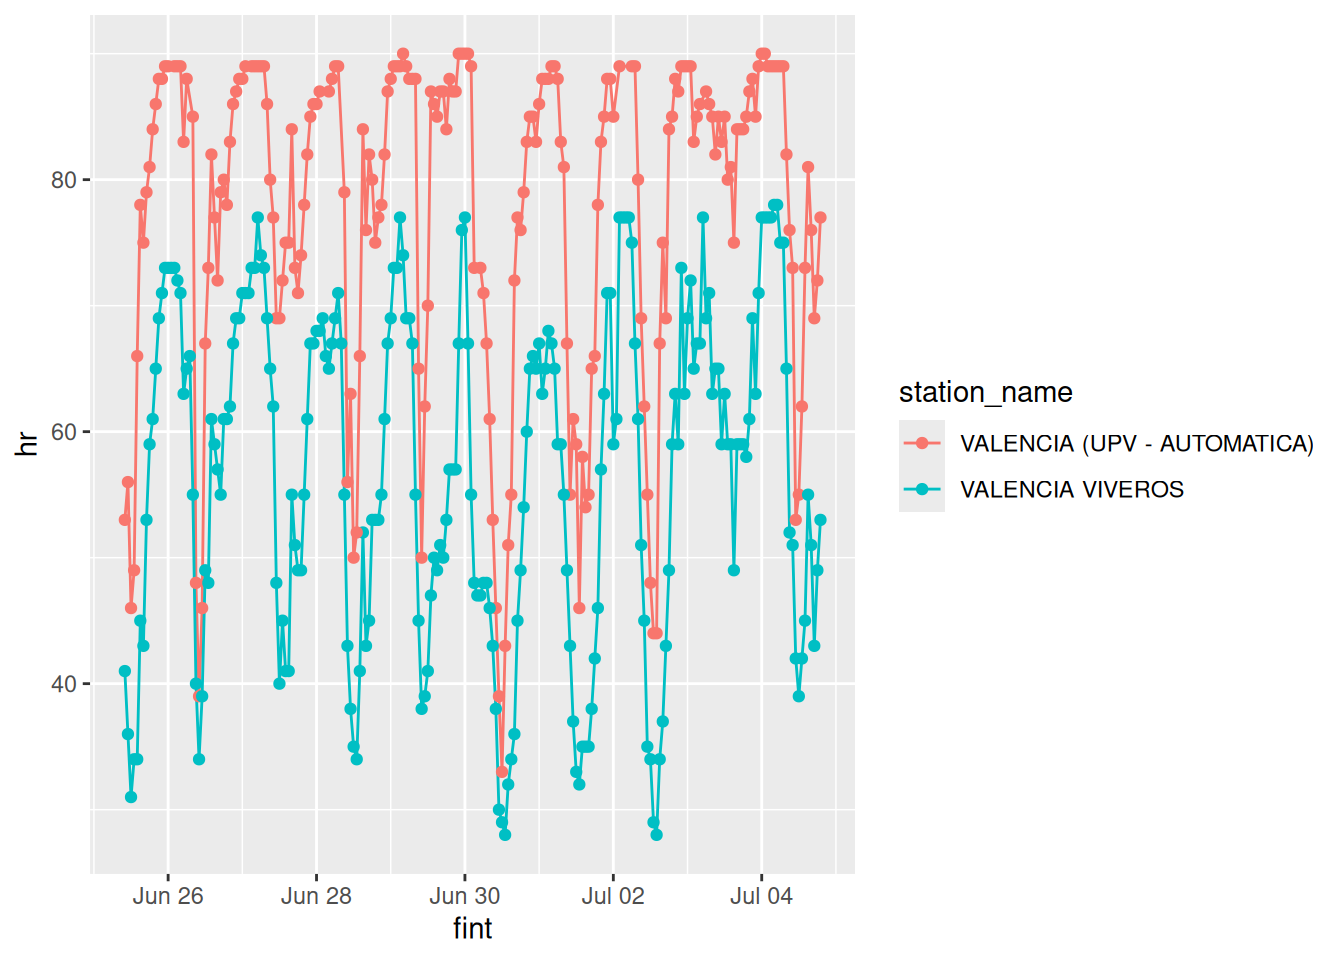 80
60
40
hr
Jun 26
Jun 28
Jun 30
Jul 02
Jul 04
fint
station_name
VALENCIA (UPV - AUTOMATICA)
VALENCIA VIVEROS